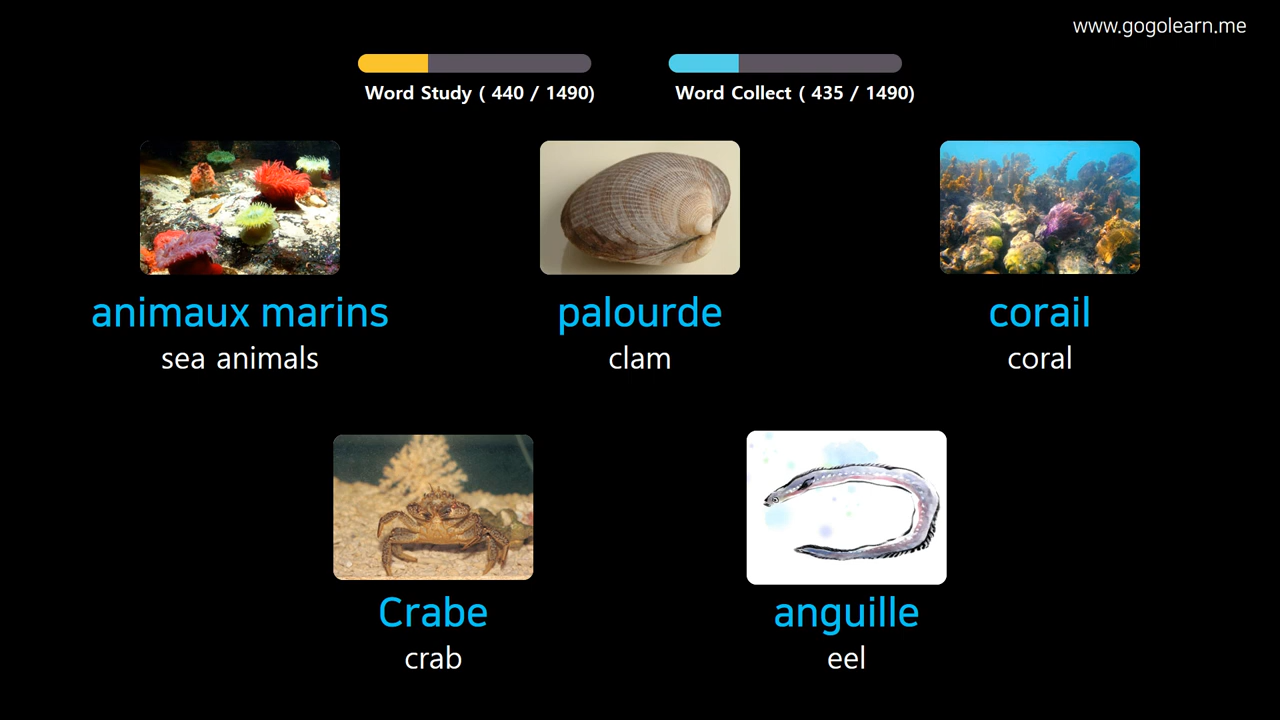 www.gogolearn.me
Word Study ( 440 / 1490)
Word Collect ( 435 / 1490)
animaux marins
sea animals
palourde
clam
corail
coral
Crabe
crab
anguille
eel